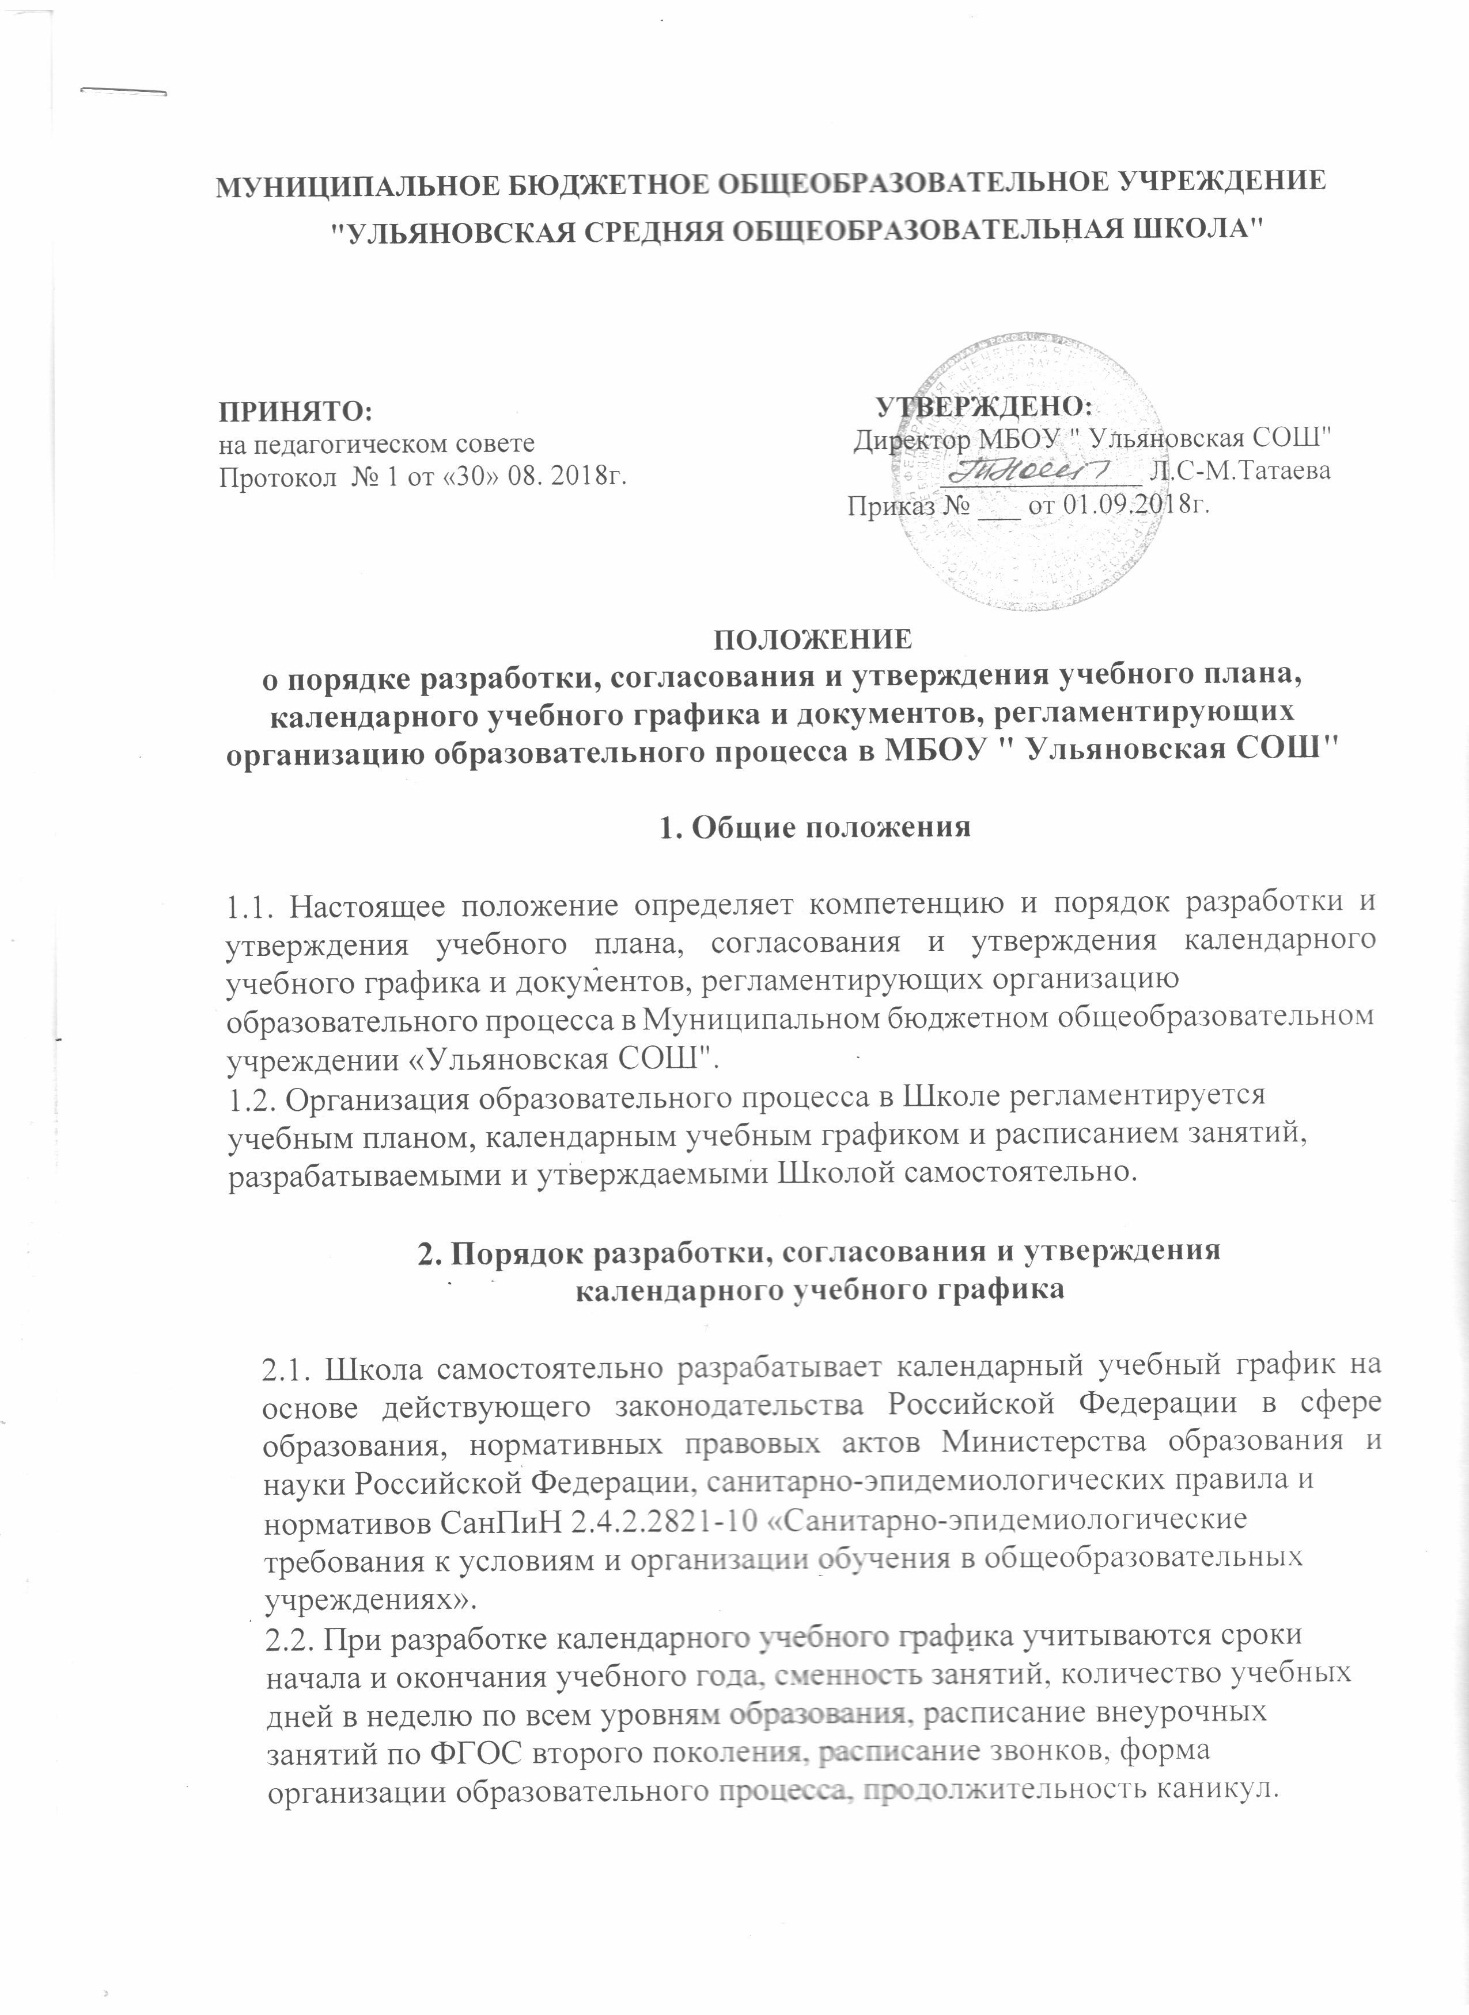 МУНИЦИПАЛЬНОЕ БЮДЖЕТНОЕ ОБЩЕОБРАЗОВАТЕЛЬНОЕ УЧРЕЖДЕНИЕ
"УЛЬЯНОВСКАЯ СРЕДНЯЯ ОБЩЕОБРАЗОВАТЕЛЬНАЯ ШКОЛА"
ПРИНЯТО:
на педагогическом совете
Протокол № 1 от «30» 08. 2018г.
УТВЕРЖДЕНО:
Директор МБОУ " Ульяновская СОШ"
Л.С-М.Татаева
Приказ № ___ от 01.09.2018г.
ПОЛОЖЕНИЕ
о порядке разработки, согласования и утверждения учебного плана,
календарного учебного графика и документов, регламентирующих
организацию образовательного процесса в МБОУ " Ульяновская СОШ"
1. Общие положения
1.1. Настоящее положение определяет компетенцию и порядок разработки и
утверждения учебного плана, согласования и утверждения календарного
учебного графика и документов, регламентирующих организацию
образовательного процесса в Муниципальном бюджетном общеобразовательном
учреждении «Ульяновская СОШ".
1.2. Организация образовательного процесса в Школе регламентируется
учебным планом, календарным учебным графиком и расписанием занятий,
разрабатываемыми и утверждаемыми Школой самостоятельно.
2. Порядок разработки, согласования и утверждения
календарного учебного графика
2.1. Школа самостоятельно разрабатывает календарный учебный график на
основе действующего законодательства Российской Федерации в сфере
образования, нормативных правовых актов Министерства образования и
науки Российской Федерации, санитарно-эпидемиологических правила и
нормативов СанПиН 2.4.2.2821-10 «Санитарно-эпидемиологические
требования к условиям и организации обучения в общеобразовательных
учреждениях».
2.2. При разработке календарного учебного графика учитываются сроки
начала и окончания учебного года, сменность занятий, количество учебных
дней в неделю по всем уровням образования, расписание внеурочных
занятий по ФГОС второго поколения, расписание звонков, форма
организации образовательного процесса, продолжительность каникул.